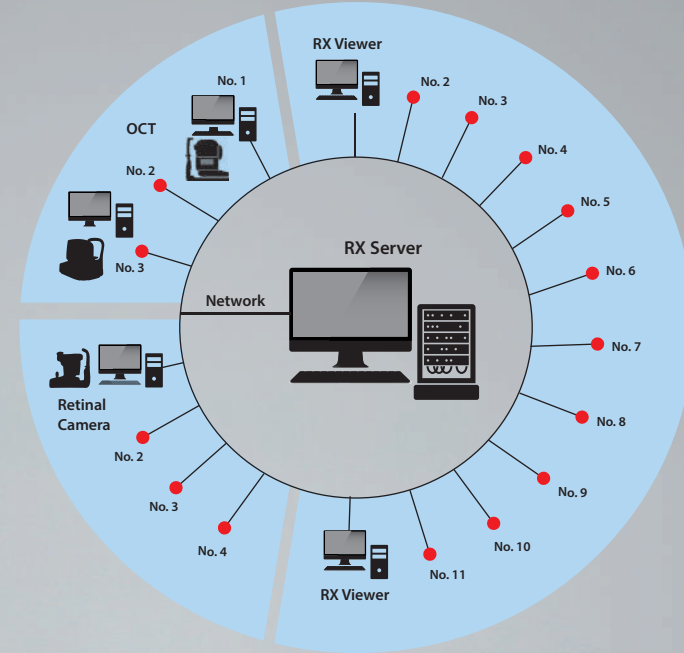 RX Viewer
No. 1
No. 2
No. 3
OCT
No. 4
No. 2
No. 5
RX Server
No. 3
No. 6
Network
No. 7
Retinal
Camera
No. 8
No. 2
No. 9
No. 3
No. 10
No. 4
No. 11
RX Viewer